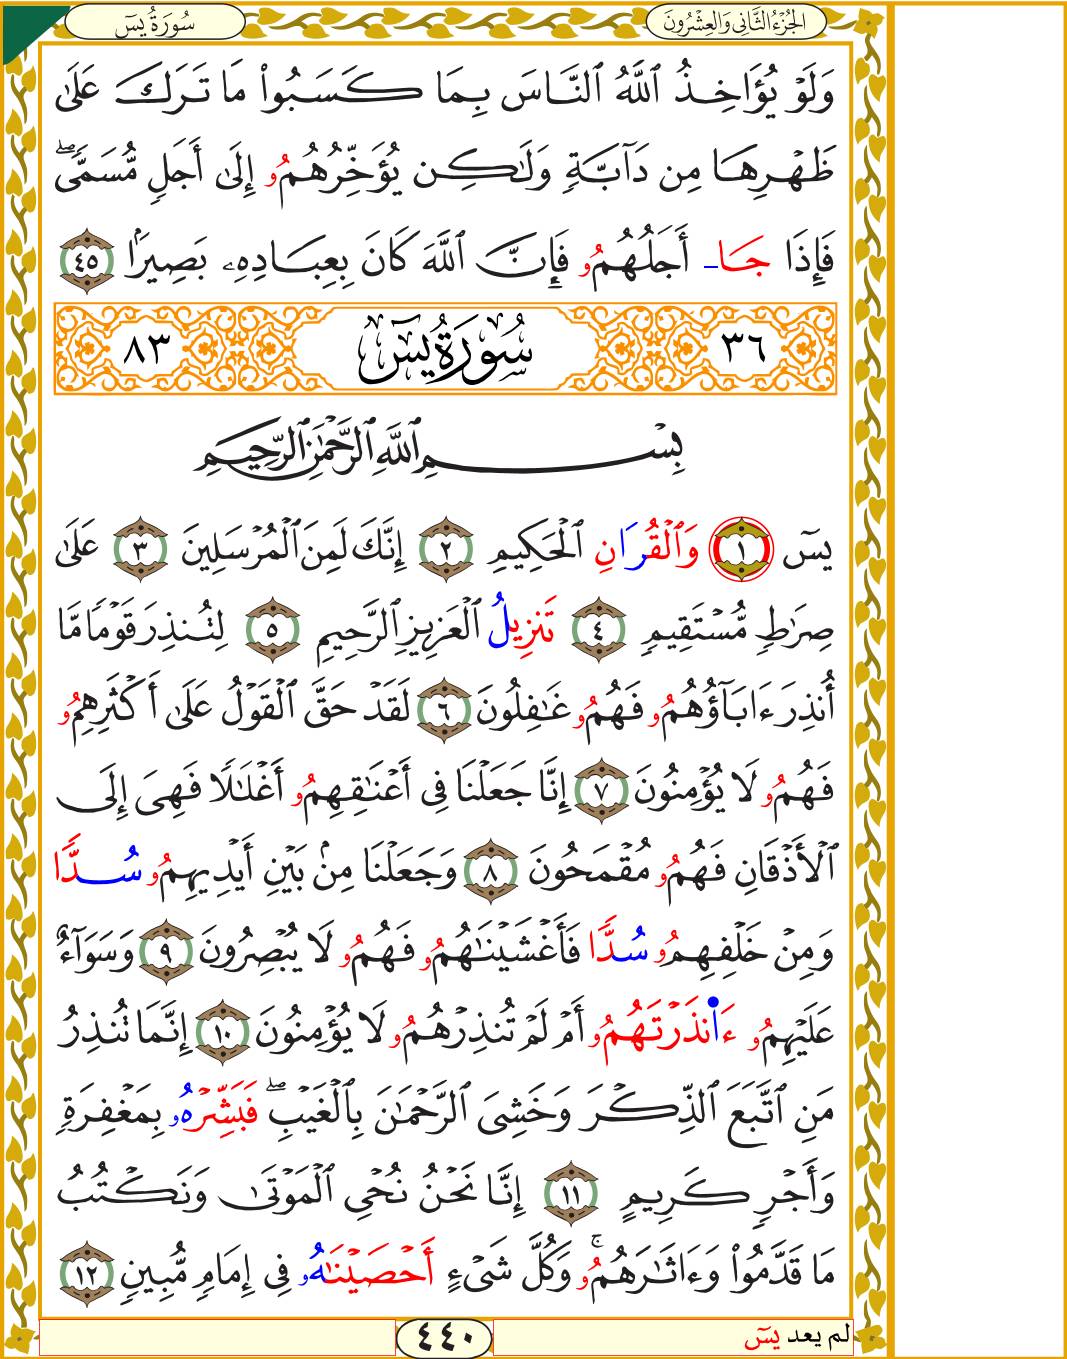 الجُزْءُ الثَّانِي وَالعِشْرُونَ
سُورَةُ يسٓ
وَلَوْ يُؤَاخِذُ ٱللَّهُ ٱلنَّاسَ بِمَا كَسَبُوا۟ مَا تَرَكَ عَلَىٰ
ظَهْرِهَا مِن دَآبَّةٍ وَلَٰكِن يُؤَخِّرُهُمُۥ إِلَىٰ أَجَلٍ مُّسَمًّىۖ
فَإِذَا جَا أَجَلُهُمُۥ فَإِنَّ ٱللَّهَ كَانَ بِعِبَادِهِۦ بَصِيرًۢا ٤٥
٣٦ سُورَةُ يسٓ ٨٣
بِسْمِ ٱللَّهِ ٱلرَّحْمَٰنِ ٱلرَّحِيمِ
يسٓ ١ وَٱلْقُرَانِ ٱلْحَكِيمِ ٢ إِنَّكَ لَمِنَ ٱلْمُرْسَلِينَ ٣ عَلَىٰ
صِرَٰطٍ مُّسْتَقِيمٍ ٤ تَنزِيلُ ٱلْعَزِيزِ ٱلرَّحِيمِ ٥ لِتُنذِرَ قَوْمًا مَّا
أُنذِرَ ءَابَآؤُهُمُۥ فَهُمُۥ غَٰفِلُونَ ٦ لَقَدْ حَقَّ ٱلْقَوْلُ عَلَىٰ أَكْثَرِهِمُۥ
فَهُمُۥ لَا يُؤْمِنُونَ ٧ إِنَّا جَعَلْنَا فِىٓ أَعْنَٰقِهِمُۥ أَغْلَٰلًا فَهِىَ إِلَى
ٱلْأَذْقَانِ فَهُمُۥ مُقْمَحُونَ ٨ وَجَعَلْنَا مِنۢ بَيْنِ أَيْدِيهِمُۥ سُدًّا
وَمِنْ خَلْفِهِمُۥ سُدًّا فَأَغْشَيْنَٰهُمُۥ فَهُمُۥ لَا يُبْصِرُونَ ٩ وَسَوَآءٌ
عَلَيْهِمُۥ ءَا۬نذَرْتَهُمُۥ أَمْ لَمْ تُنذِرْهُمُۥ لَا يُؤْمِنُونَ ١٠ إِنَّمَا تُنذِرُ
مَنِ ٱتَّبَعَ ٱلذِّكْرَ وَخَشِىَ ٱلرَّحْمَٰنَ بِٱلْغَيْبِۖ فَبَشِّرْهُۥ بِمَغْفِرَةٍ
وَأَجْرٍ كَرِيمٍ ١١ إِنَّا نَحْنُ نُحْىِ ٱلْمَوْتَىٰ وَنَكْتُبُ
مَا قَدَّمُوا۟ وَءَاثَٰرَهُمُۥۚ وَكُلَّ شَىْءٍ أَحْصَيْنَٰهُۥ فِىٓ إِمَامٍ مُّبِينٍ ١٢
لم يعد يسٓ
٤٤٠